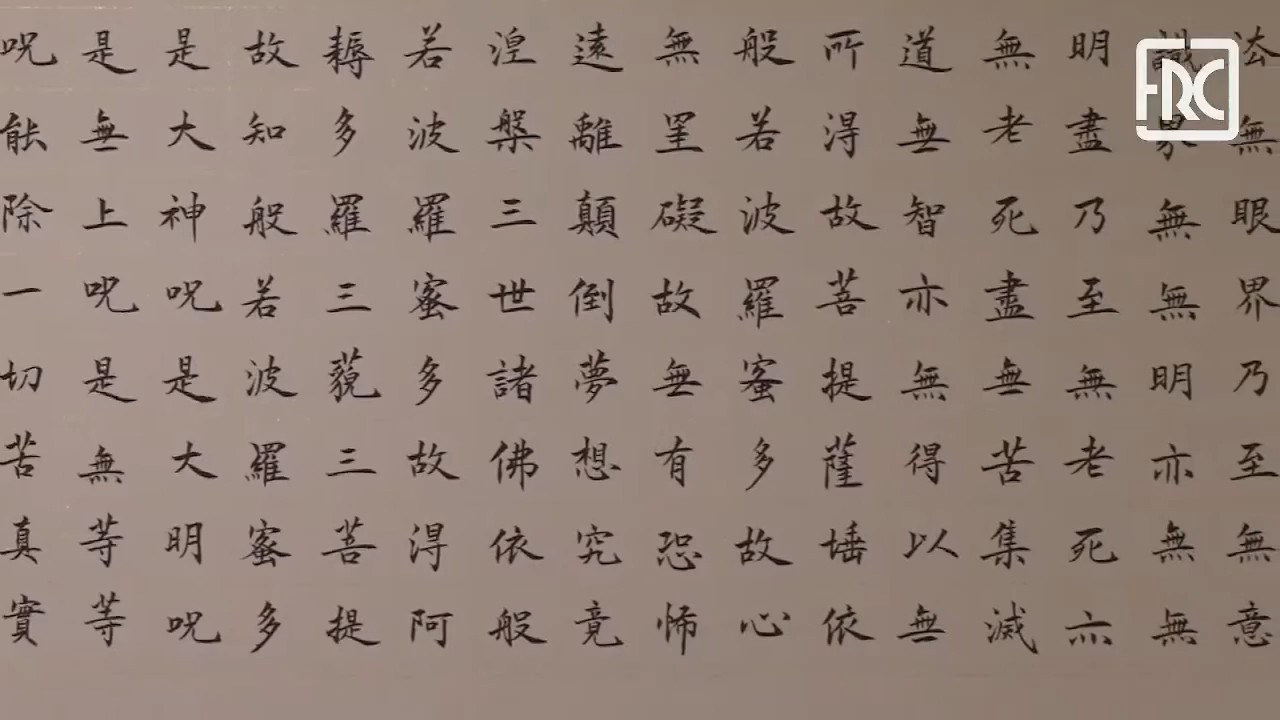 法無眼界乃至無意
識界無無明亦無無
明盡乃至無老死亦
無老死盡無苦集滅
道無智亦無得以無
所得故菩提薩埵依
般若波羅蜜多故心
無罣礙故無有恐怖
遠離顛倒夢想究竟
涅槃三世諸佛依般
若波羅蜜多故得阿
耨多羅三藐三菩提
故知般若波羅蜜多
是大神呪是大明呪
是無上呪是無等等
呪能除一切苦真實
FRC